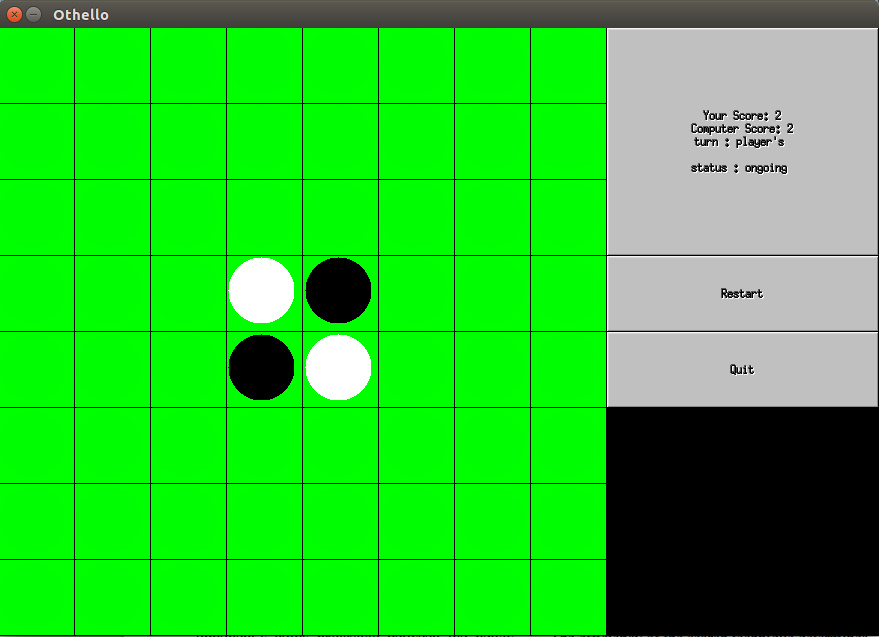 Othello
Your Score: 2
Computer Score: 2
turn : player's
status : ongoing
Restart
Quit